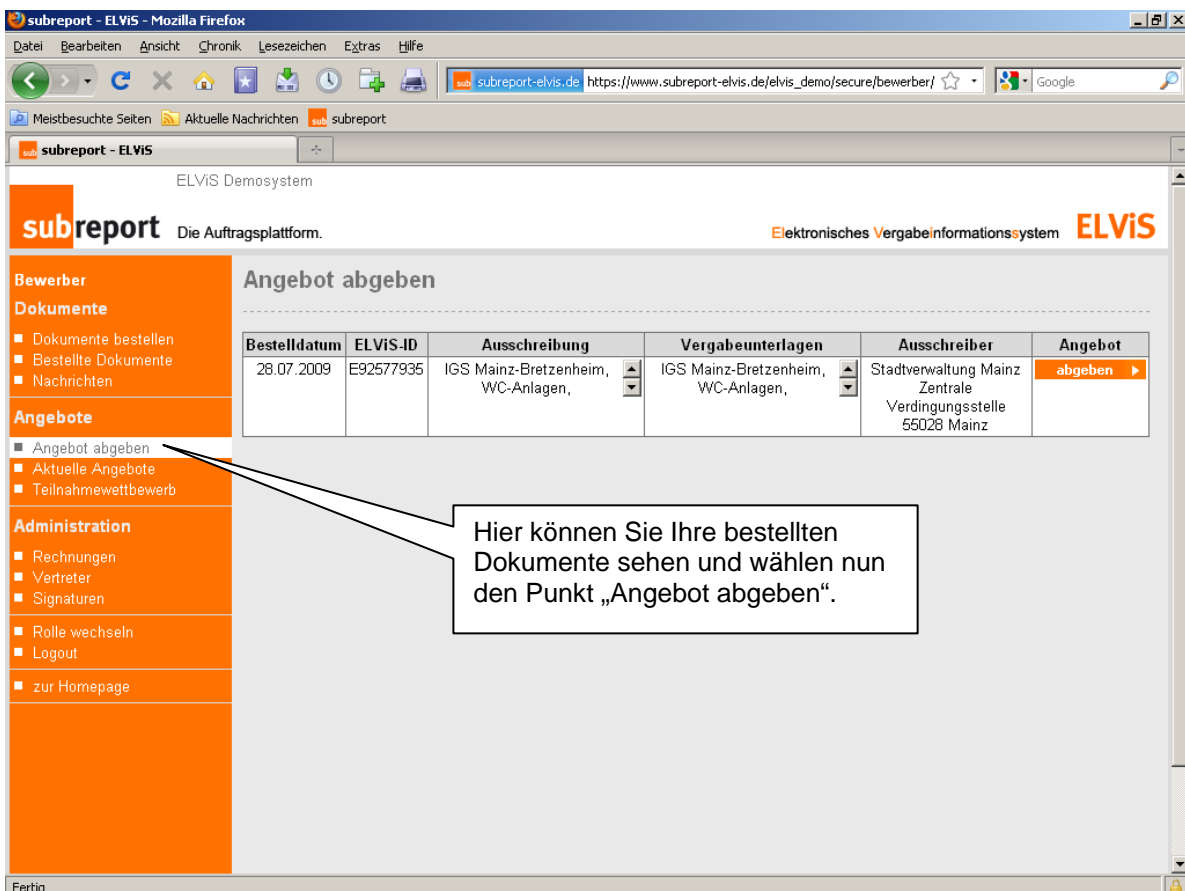 subreport - ELViS - Mozilla Firefox
Datei Bearbeiten Ansicht Chronik Lesezeichen Extras Hilfe
sub subreport-elvis.de https://www.subreport-elvis.de/elvis_demo/secure/bewerber/ Google
Meistbesuchte Seiten Aktuelle Nachrichten sub subreport
sub subreport - ELViS
ELViS Demosystem
subreport Die Auftragsplattform. Elektronisches Vergabeinformationssystem ELViS
Bewerber
Dokumente
Dokumente bestellen
Bestellte Dokumente
Nachrichten
Angebote
Angebot abgeben
Aktuelle Angebote
Teilnahmewettbewerb
Administration
Rechnungen
Vertreter
Signaturen
Rolle wechseln
Logout
zur Homepage
Angebot abgeben
Bestelldatum ELViS-ID Ausschreibung Vergabeunterlagen Ausschreiber Angebot
28.07.2009 E92577935 IGS Mainz-Bretzenheim, IGS Mainz-Bretzenheim, Stadtverwaltung Mainz abgeben
WC-Anlagen, WC-Anlagen, Zentrale
Verdingungsstelle
55028 Mainz
Hier können Sie Ihre bestellten
Dokumente sehen und wählen nun
den Punkt „Angebot abgeben“.
Fertig